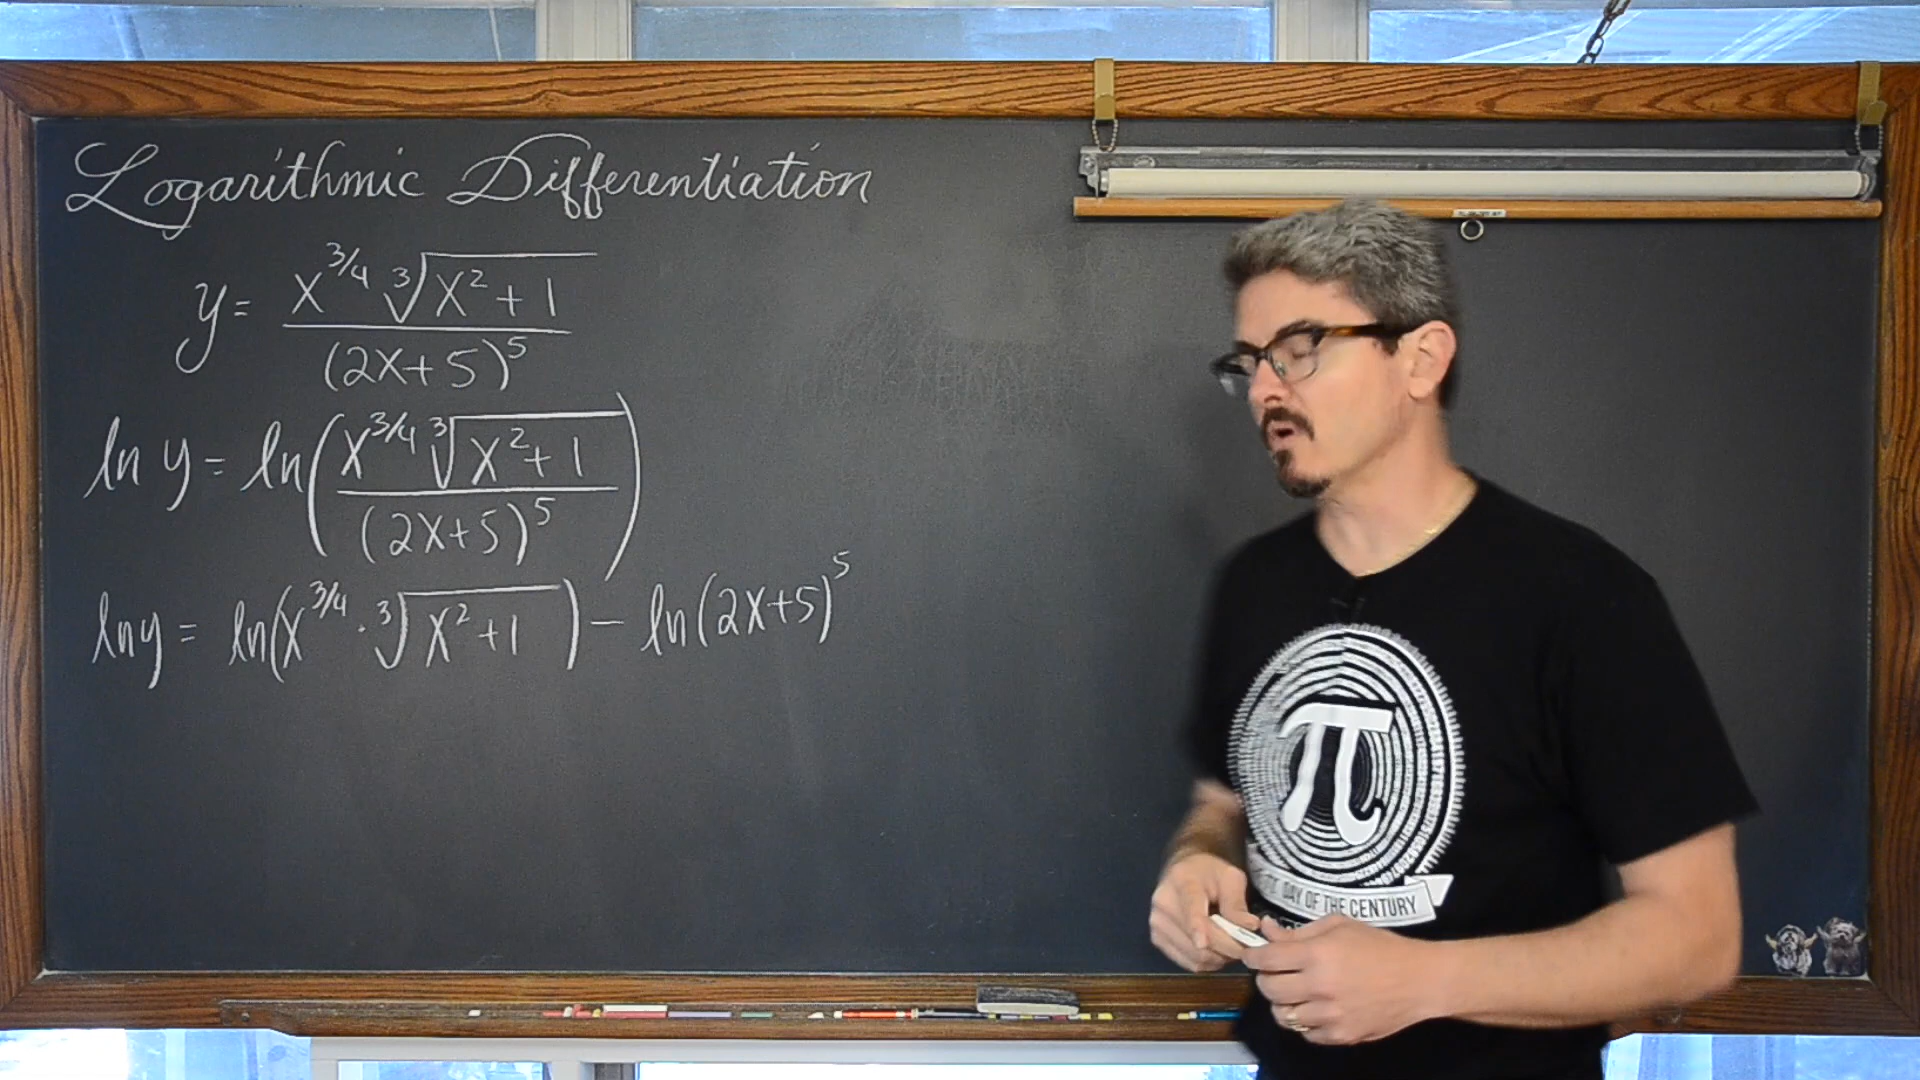 Logarithmic Differentiation
y = x^(3/4) ∛(x² + 1) / (2x+5)^5
ln y = ln( x^(3/4) ∛(x² + 1) / (2x+5)^5 )
ln y = ln(x^(3/4) · ∛(x² + 1)) − ln(2x+5)^5
π
DAY OF THE CENTURY